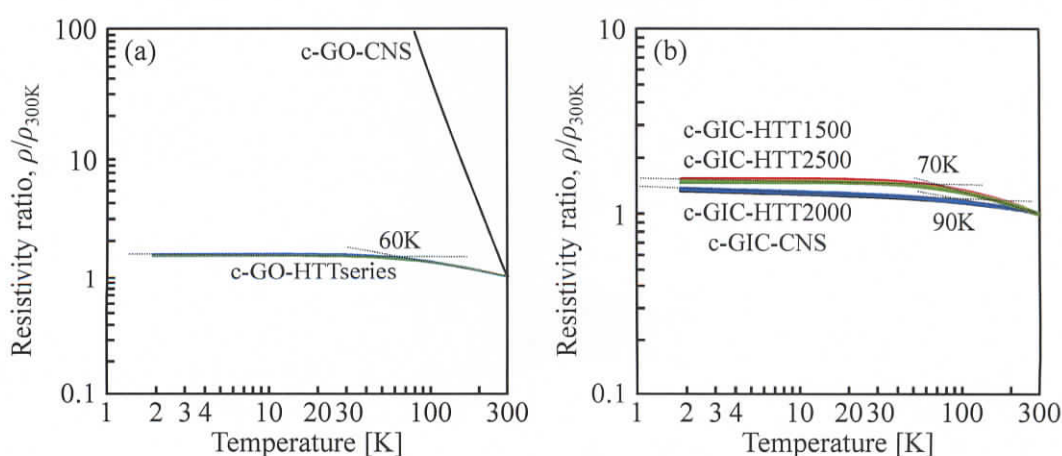 (a)
c-GO-CNS
60K
c-GO-HTTseries
100
10
1
0.1
Resistivity ratio, ρ/ρ300K
1 2 3 4 10 20 30 100 300
Temperature [K]
(b)
c-GIC-HTT1500
c-GIC-HTT2500
70K
c-GIC-HTT2000
90K
c-GIC-CNS
10
1
0.1
Resistivity ratio, ρ/ρ300K
1 2 3 4 10 20 30 100 300
Temperature [K]